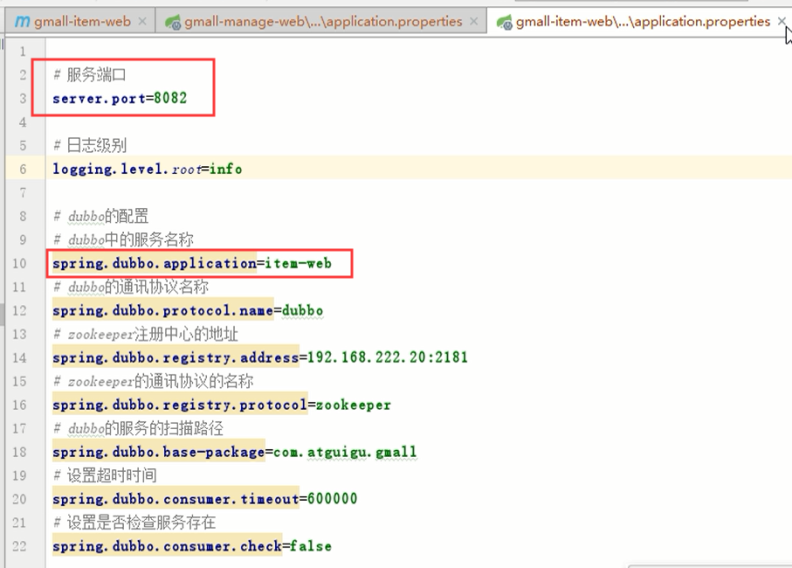 gmall-item-web
gmall-manage-web\...\application.properties
gmall-item-web\...\application.properties
1
2 # 服务端口
3 server.port=8082
4
5 # 日志级别
6 logging.level.root=info
7
8 # dubbo的配置
9 # dubbo中的服务名称
10 spring.dubbo.application=item-web
11 # dubbo的通讯协议名称
12 spring.dubbo.protocol.name=dubbo
13 # zookeeper注册中心的地址
14 spring.dubbo.registry.address=192.168.222.20:2181
15 # zookeeper的通讯协议的名称
16 spring.dubbo.registry.protocol=zookeeper
17 # dubbo的服务的扫描路径
18 spring.dubbo.base-package=com.atguigu.gmall
19 # 设置超时时间
20 spring.dubbo.consumer.timeout=600000
21 # 设置是否检查服务存在
22 spring.dubbo.consumer.check=false